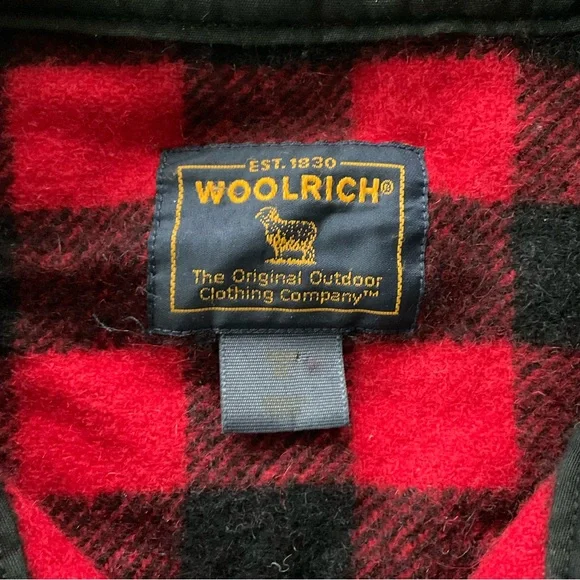 EST. 1830
WOOLRICH®
The Original Outdoor
Clothing Company™